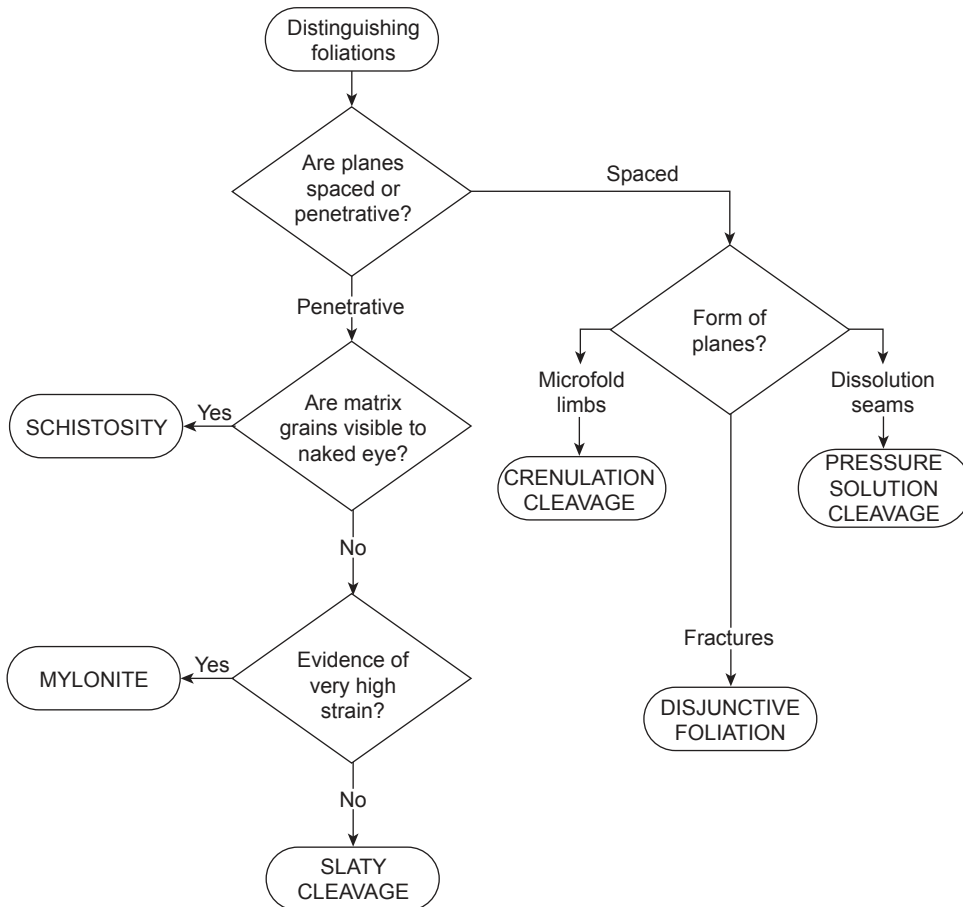 Distinguishing
foliations
Are planes
spaced or
penetrative?
Spaced
Penetrative
Form of
planes?
Microfold
limbs
Dissolution
seams
Are matrix
grains visible to
naked eye?
Yes
SCHISTOSITY
CRENULATION
CLEAVAGE
PRESSURE
SOLUTION
CLEAVAGE
No
Fractures
Evidence of
very high
strain?
Yes
MYLONITE
DISJUNCTIVE
FOLIATION
No
SLATY
CLEAVAGE